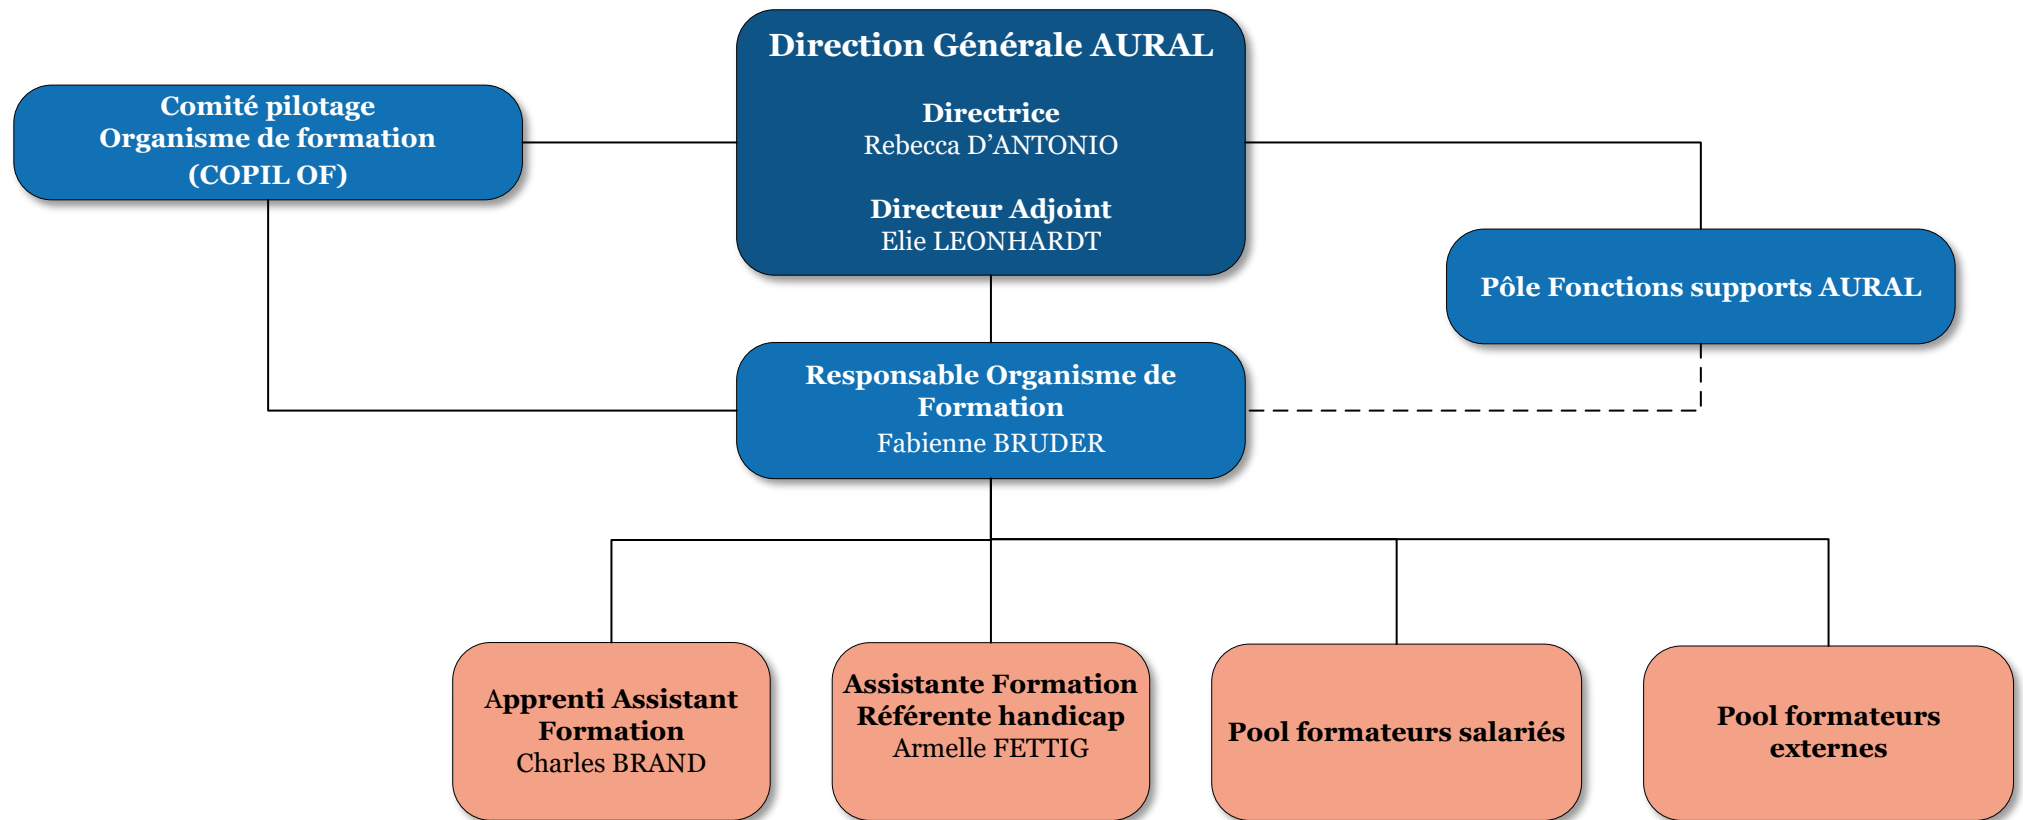 Direction Générale AURAL
Directrice
Rebecca D’ANTONIO
Directeur Adjoint
Elie LEONHARDT
Comité pilotage
Organisme de formation
(COPIL OF)
Pôle Fonctions supports AURAL
Responsable Organisme de
Formation
Fabienne BRUDER
Apprenti Assistant
Formation
Charles BRAND
Assistante Formation
Référente handicap
Armelle FETTIG
Pool formateurs salariés
Pool formateurs
externes